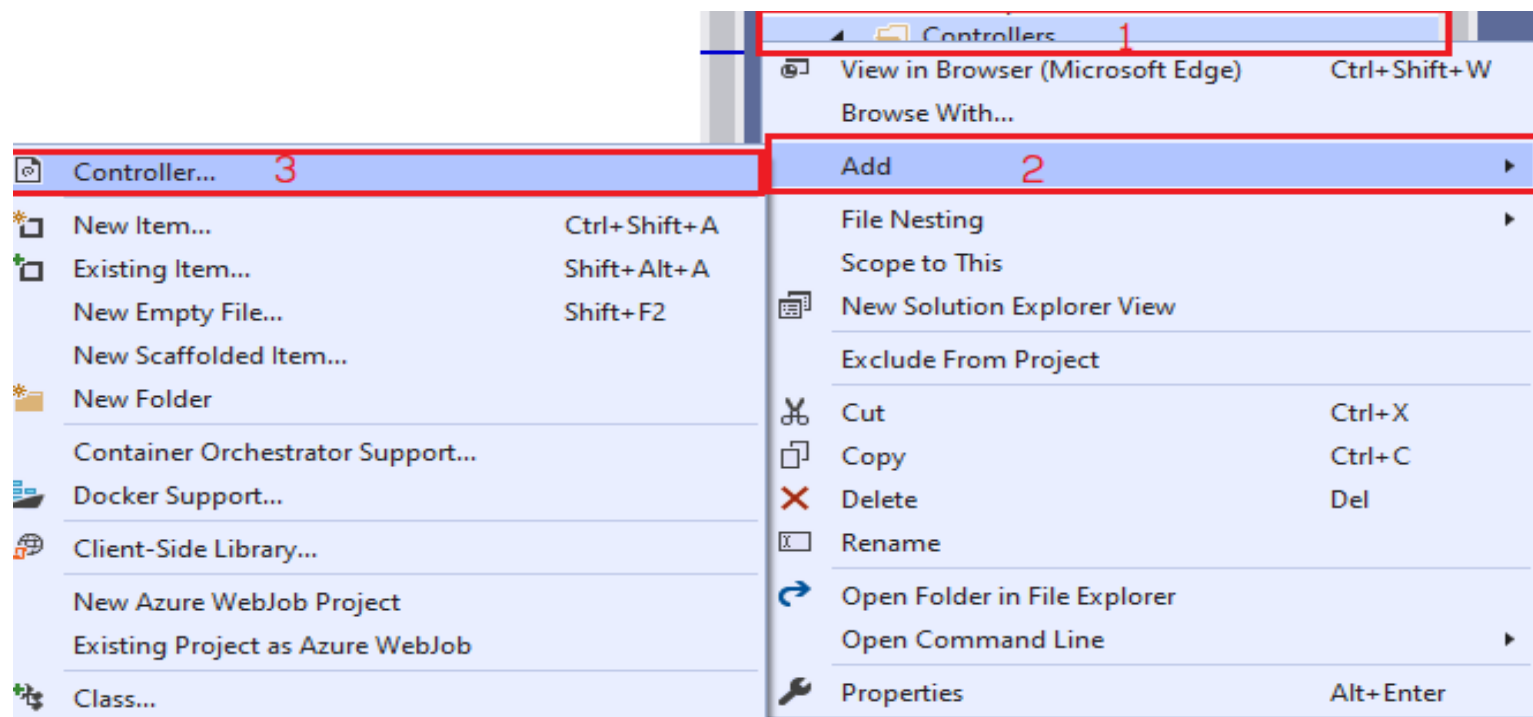 Controllers 1
View in Browser (Microsoft Edge) Ctrl+Shift+W
Browse With...
Add 2
File Nesting
Scope to This
New Solution Explorer View
Exclude From Project
Cut Ctrl+X
Copy Ctrl+C
Delete Del
Rename
Open Folder in File Explorer
Open Command Line
Properties Alt+Enter
Controller... 3
New Item... Ctrl+Shift+A
Existing Item... Shift+Alt+A
New Empty File... Shift+F2
New Scaffolded Item...
New Folder
Container Orchestrator Support...
Docker Support...
Client-Side Library...
New Azure WebJob Project
Existing Project as Azure WebJob
Class...